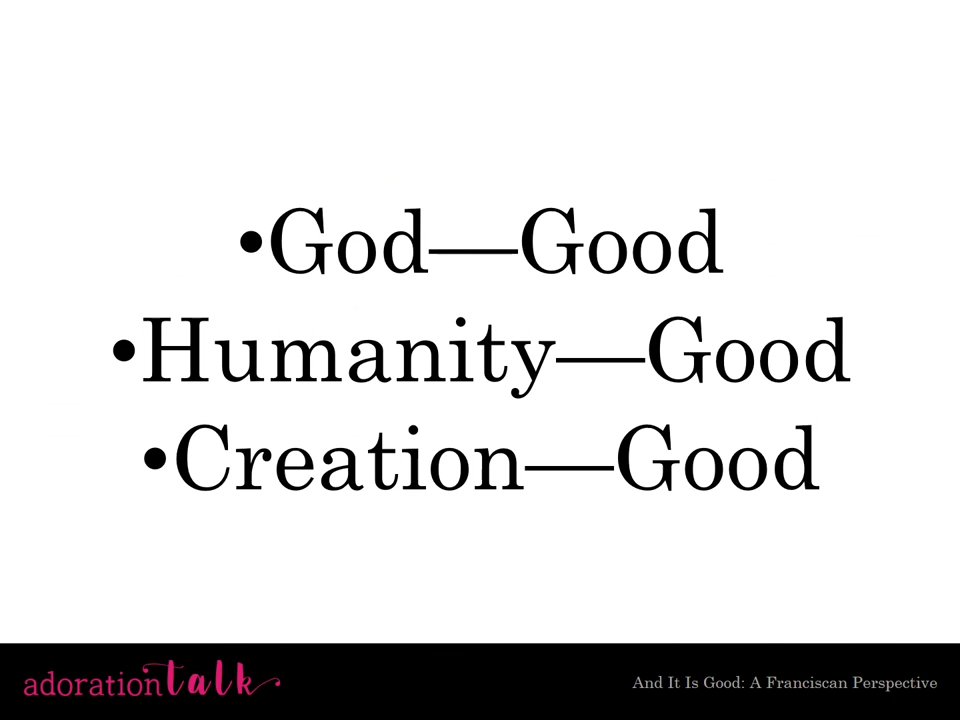 •God—Good
•Humanity—Good
•Creation—Good
adorationtalk
And It Is Good: A Franciscan Perspective